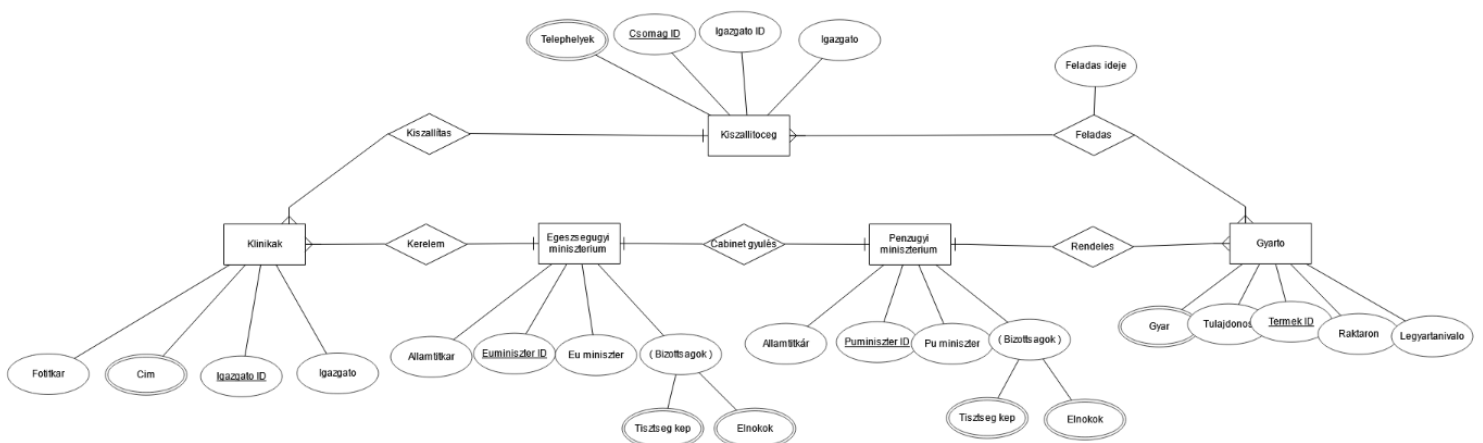 Telephelyek
Csomag ID
Igazgato ID
Igazgato
Feladas ideje
Kiszallítas
Kiszallitoceg
Feladas
Klinikak
Kerelem
Egeszsegugyi
miniszterium
Cabinet gyulés
Penzugyi
miniszterium
Rendeles
Gyarto
Fotitkar
Cim
Igazgato ID
Igazgato
Allamtitkar
Euminiszter ID
Eu miniszter
( Bizottsagok )
Tisztseg kep
Elnokok
Allamtitkár
Puminiszter ID
Pu miniszter
( Bizottsagok )
Tisztseg kep
Elnokok
Gyar
Tulajdonos
Termek ID
Raktaron
Legyartanivalo